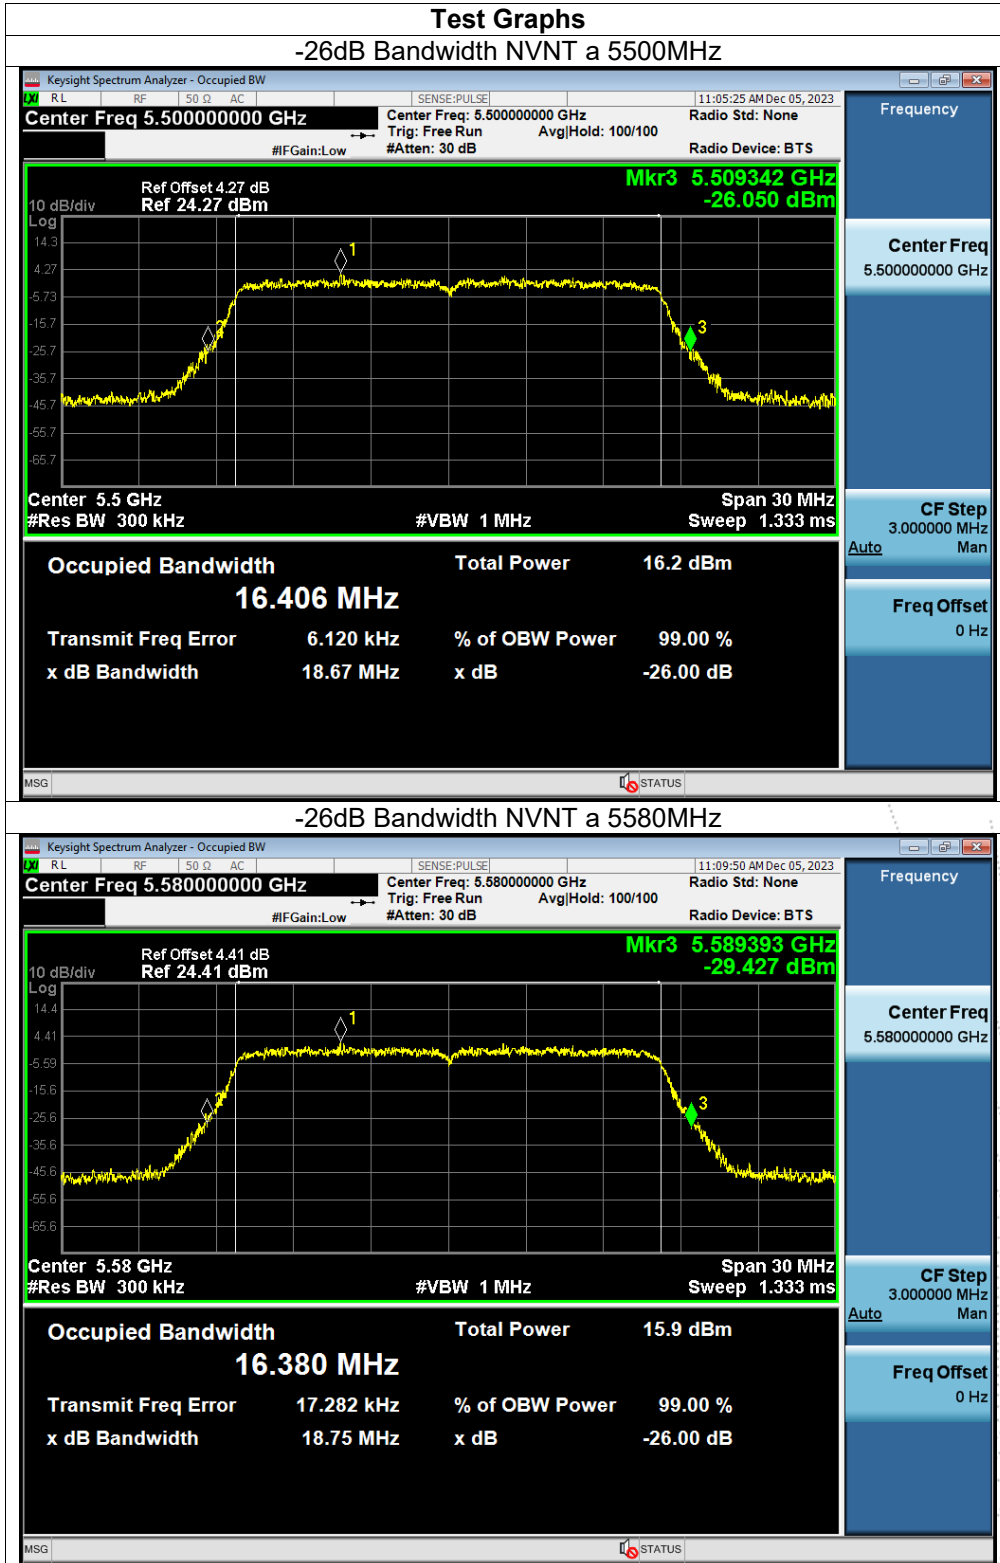 Test Graphs
-26dB Bandwidth NVNT a 5500MHz
Keysight Spectrum Analyzer - Occupied BW
LXI RL RF 50 Ω AC SENSE:PULSE 11:05:25 AM Dec 05, 2023
Center Freq 5.500000000 GHz
Center Freq: 5.500000000 GHz
Radio Std: None
Trig: Free Run
Avg|Hold: 100/100
#IFGain:Low
#Atten: 30 dB
Radio Device: BTS
Frequency
Mkr3 5.509342 GHz
-26.050 dBm
Ref Offset 4.27 dB
10 dB/div Ref 24.27 dBm
Log
14.3
4.27
-5.73
-15.7
-25.7
-35.7
-45.7
-55.7
-65.7
1
2
3
Center 5.5 GHz
Span 30 MHz
#Res BW 300 kHz
#VBW 1 MHz
Sweep 1.333 ms
Center Freq
5.500000000 GHz
CF Step
3.000000 MHz
Auto Man
Freq Offset
0 Hz
Occupied Bandwidth
16.406 MHz
Total Power 16.2 dBm
Transmit Freq Error 6.120 kHz
% of OBW Power 99.00 %
x dB Bandwidth 18.67 MHz
x dB -26.00 dB
MSG
STATUS
-26dB Bandwidth NVNT a 5580MHz
Keysight Spectrum Analyzer - Occupied BW
LXI RL RF 50 Ω AC SENSE:PULSE 11:09:50 AM Dec 05, 2023
Center Freq 5.580000000 GHz
Center Freq: 5.580000000 GHz
Radio Std: None
Trig: Free Run
Avg|Hold: 100/100
#IFGain:Low
#Atten: 30 dB
Radio Device: BTS
Frequency
Mkr3 5.589393 GHz
-29.427 dBm
Ref Offset 4.41 dB
10 dB/div Ref 24.41 dBm
Log
14.4
4.41
-5.59
-15.6
-25.6
-35.6
-45.6
-55.6
-65.6
1
2
3
Center 5.58 GHz
Span 30 MHz
#Res BW 300 kHz
#VBW 1 MHz
Sweep 1.333 ms
Center Freq
5.580000000 GHz
CF Step
3.000000 MHz
Auto Man
Freq Offset
0 Hz
Occupied Bandwidth
16.380 MHz
Total Power 15.9 dBm
Transmit Freq Error 17.282 kHz
% of OBW Power 99.00 %
x dB Bandwidth 18.75 MHz
x dB -26.00 dB
MSG
STATUS